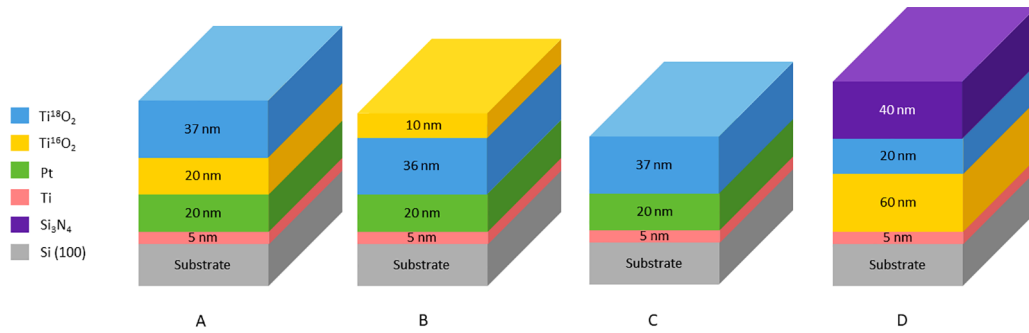 Ti¹⁸O₂
Ti¹⁶O₂
Pt
Ti
Si₃N₄
Si (100)
37 nm
20 nm
20 nm
5 nm
Substrate
A
10 nm
36 nm
20 nm
5 nm
Substrate
B
37 nm
20 nm
5 nm
Substrate
C
40 nm
20 nm
60 nm
5 nm
Substrate
D